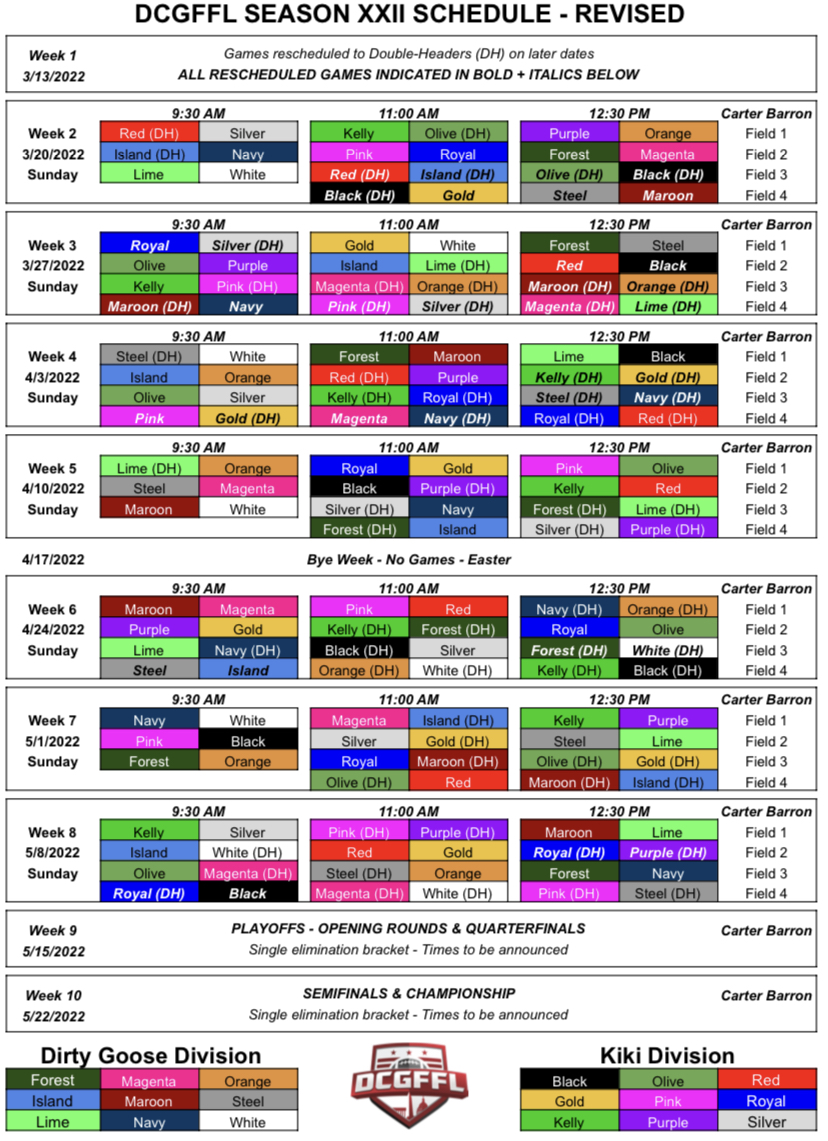 DCGFFL SEASON XXII SCHEDULE - REVISED
Week 1 Games rescheduled to Double-Headers (DH) on later dates
3/13/2022 ALL RESCHEDULED GAMES INDICATED IN BOLD + ITALICS BELOW
9:30 AM 11:00 AM 12:30 PM Carter Barron
Week 2 Red (DH) Silver Kelly Olive (DH) Purple Orange Field 1
3/20/2022 Island (DH) Navy Pink Royal Forest Magenta Field 2
Sunday Lime White Red (DH) Island (DH) Olive (DH) Black (DH) Field 3
Black (DH) Gold Steel Maroon Field 4
9:30 AM 11:00 AM 12:30 PM Carter Barron
Week 3 Royal Silver (DH) Gold White Forest Steel Field 1
3/27/2022 Olive Purple Island Lime (DH) Red Black Field 2
Sunday Kelly Pink (DH) Magenta (DH) Orange (DH) Maroon (DH) Orange (DH) Field 3
Maroon (DH) Navy Pink (DH) Silver (DH) Magenta (DH) Lime (DH) Field 4
9:30 AM 11:00 AM 12:30 PM Carter Barron
Week 4 Steel (DH) White Forest Maroon Lime Black Field 1
4/3/2022 Island Orange Red (DH) Purple Kelly (DH) Gold (DH) Field 2
Sunday Olive Silver Kelly (DH) Royal (DH) Steel (DH) Navy (DH) Field 3
Pink Gold (DH) Magenta Navy (DH) Royal (DH) Red (DH) Field 4
9:30 AM 11:00 AM 12:30 PM Carter Barron
Week 5 Lime (DH) Orange Royal Gold Pink Olive Field 1
4/10/2022 Steel Magenta Black Purple (DH) Kelly Red Field 2
Sunday Maroon White Silver (DH) Navy Forest (DH) Lime (DH) Field 3
Forest (DH) Island Silver (DH) Purple (DH) Field 4
4/17/2022 Bye Week - No Games - Easter
9:30 AM 11:00 AM 12:30 PM Carter Barron
Week 6 Maroon Magenta Pink Red Navy (DH) Orange (DH) Field 1
4/24/2022 Purple Gold Kelly (DH) Forest (DH) Royal Olive Field 2
Sunday Lime Navy (DH) Black (DH) Silver Forest (DH) White (DH) Field 3
Steel Island Orange (DH) White (DH) Kelly (DH) Black (DH) Field 4
9:30 AM 11:00 AM 12:30 PM Carter Barron
Week 7 Navy White Magenta Island (DH) Kelly Purple Field 1
5/1/2022 Pink Black Silver Gold (DH) Steel Lime Field 2
Sunday Forest Orange Royal Maroon (DH) Olive (DH) Gold (DH) Field 3
Olive (DH) Red Maroon (DH) Island (DH) Field 4
9:30 AM 11:00 AM 12:30 PM Carter Barron
Week 8 Kelly Silver Pink (DH) Purple (DH) Maroon Lime Field 1
5/8/2022 Island White (DH) Red Gold Royal (DH) Purple (DH) Field 2
Sunday Olive Magenta (DH) Steel (DH) Orange Forest Navy Field 3
Royal (DH) Black Magenta (DH) White (DH) Pink (DH) Steel (DH) Field 4
Week 9 PLAYOFFS - OPENING ROUNDS & QUARTERFINALS Carter Barron
5/15/2022 Single elimination bracket - Times to be announced
Week 10 SEMIFINALS & CHAMPIONSHIP Carter Barron
5/22/2022 Single elimination bracket - Times to be announced
Dirty Goose Division Kiki Division
Forest Magenta Orange DCGFFL Black Olive Red
Island Maroon Steel Gold Pink Royal
Lime Navy White Kelly Purple Silver